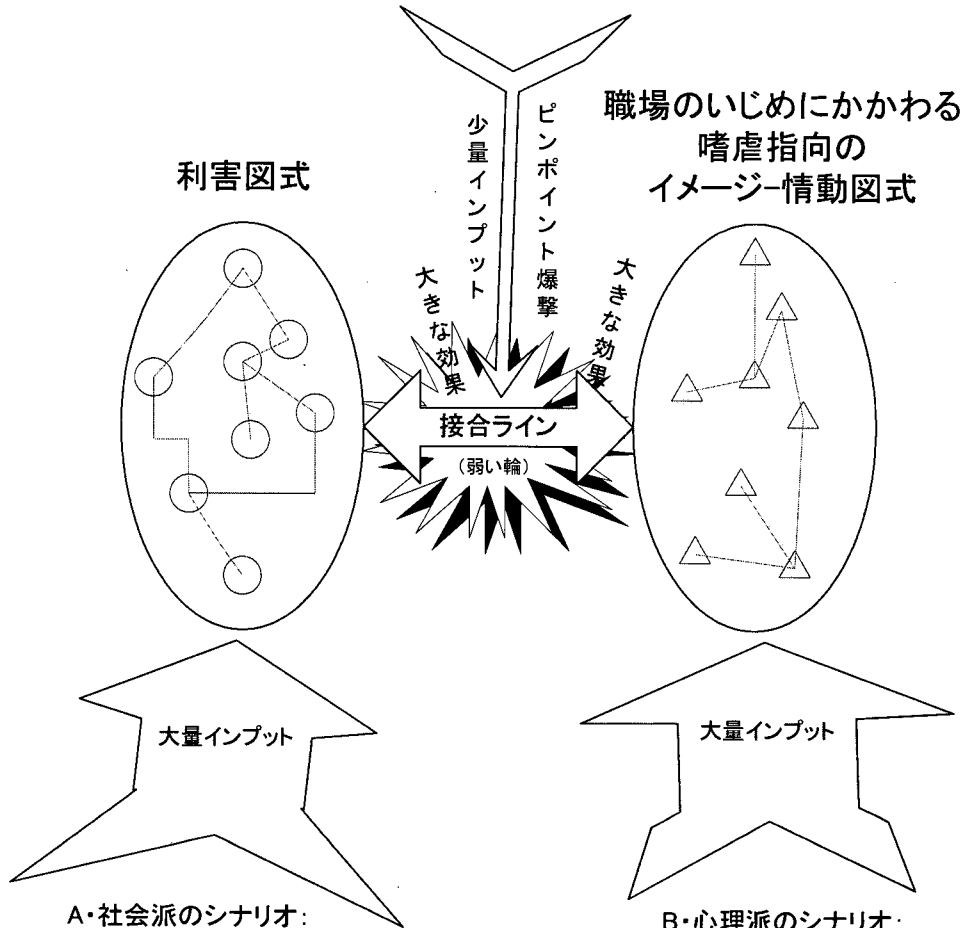 少量インプット
ピンポイント爆撃
職場のいじめにかかわる
嗜虐指向の
イメージ-情動図式
利害図式
大きな効果
大きな効果
接合ライン
(弱い輪)
大量インプット
大量インプット
A・社会派のシナリオ:
B・心理派のシナリオ: